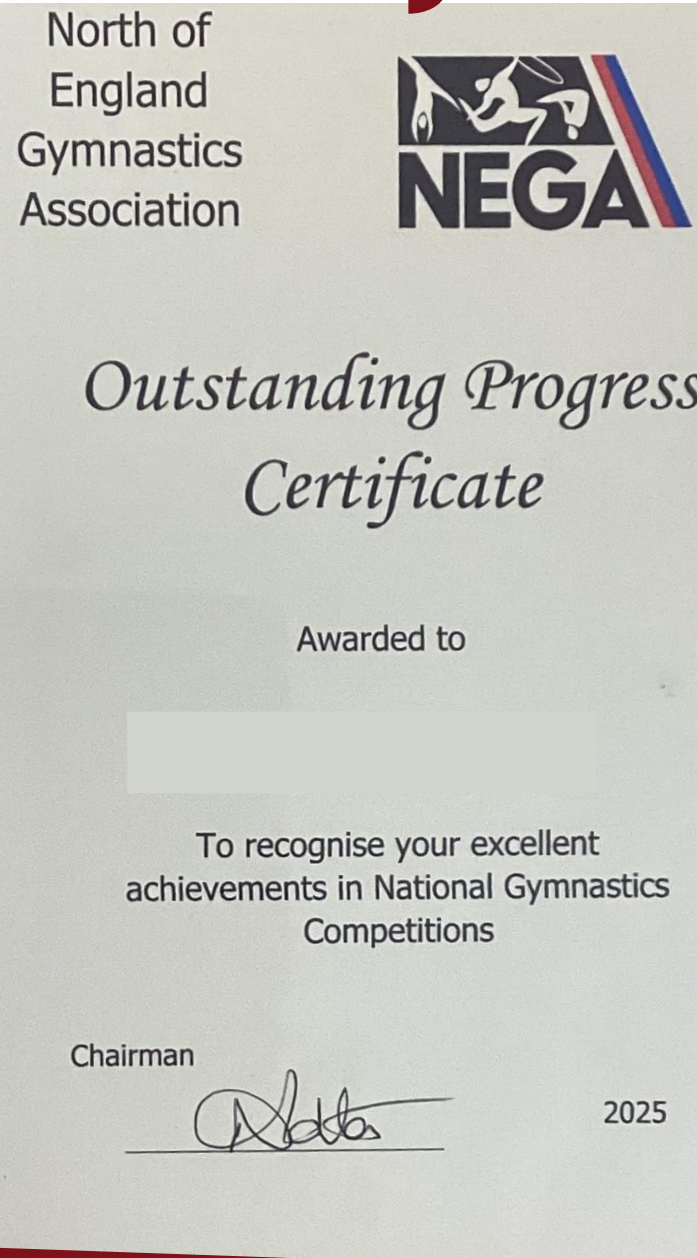 North of
England
Gymnastics
Association
NEGA
Outstanding Progress
Certificate
Awarded to
To recognise your excellent
achievements in National Gymnastics
Competitions
Chairman
2025